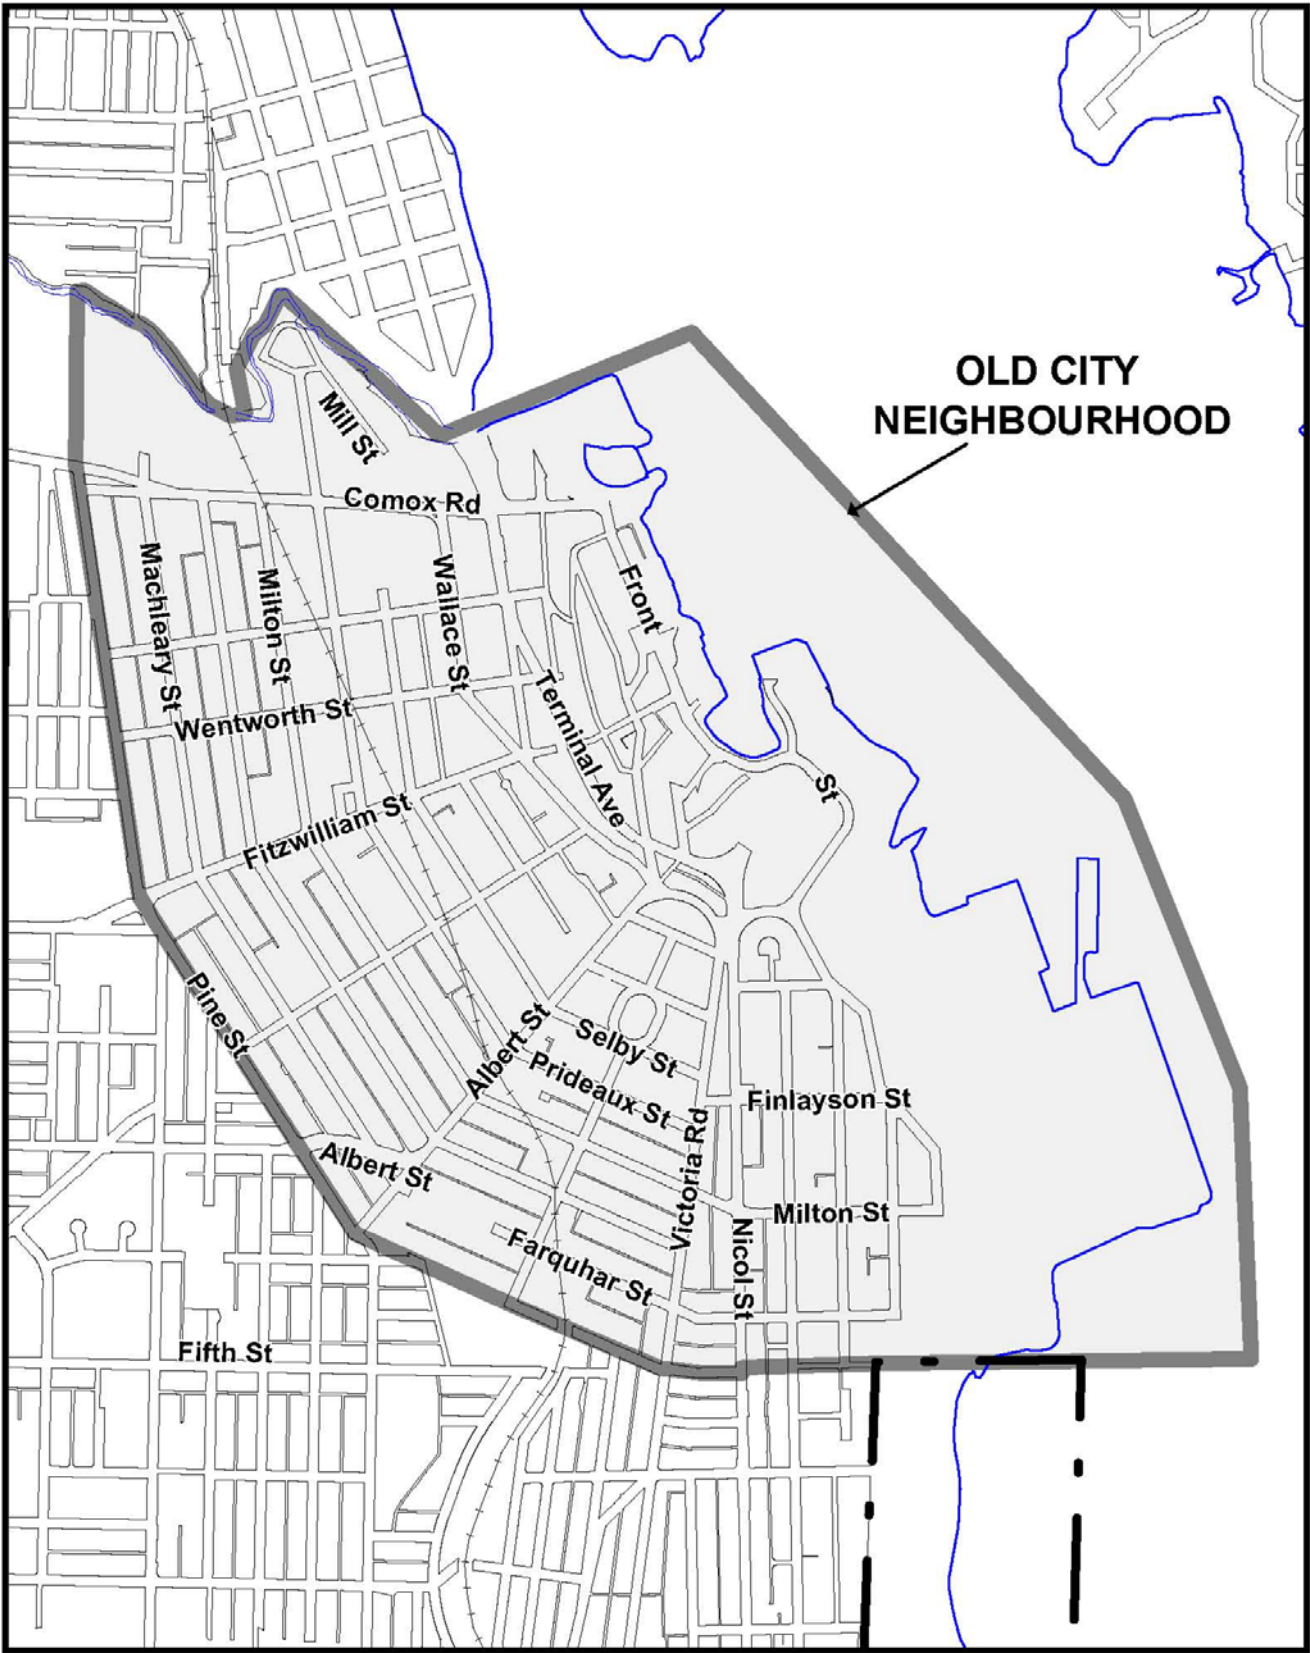 OLD CITY
NEIGHBOURHOOD
Mill St
Comox Rd
Machleary St
Milton St
Wallace St
Front
Wentworth St
Terminal Ave
St
Fitzwilliam St
Pine St
Albert St
Selby St
Prideaux St
Finlayson St
Victoria Rd
Albert St
Milton St
Nicol St
Farquhar St
Fifth St